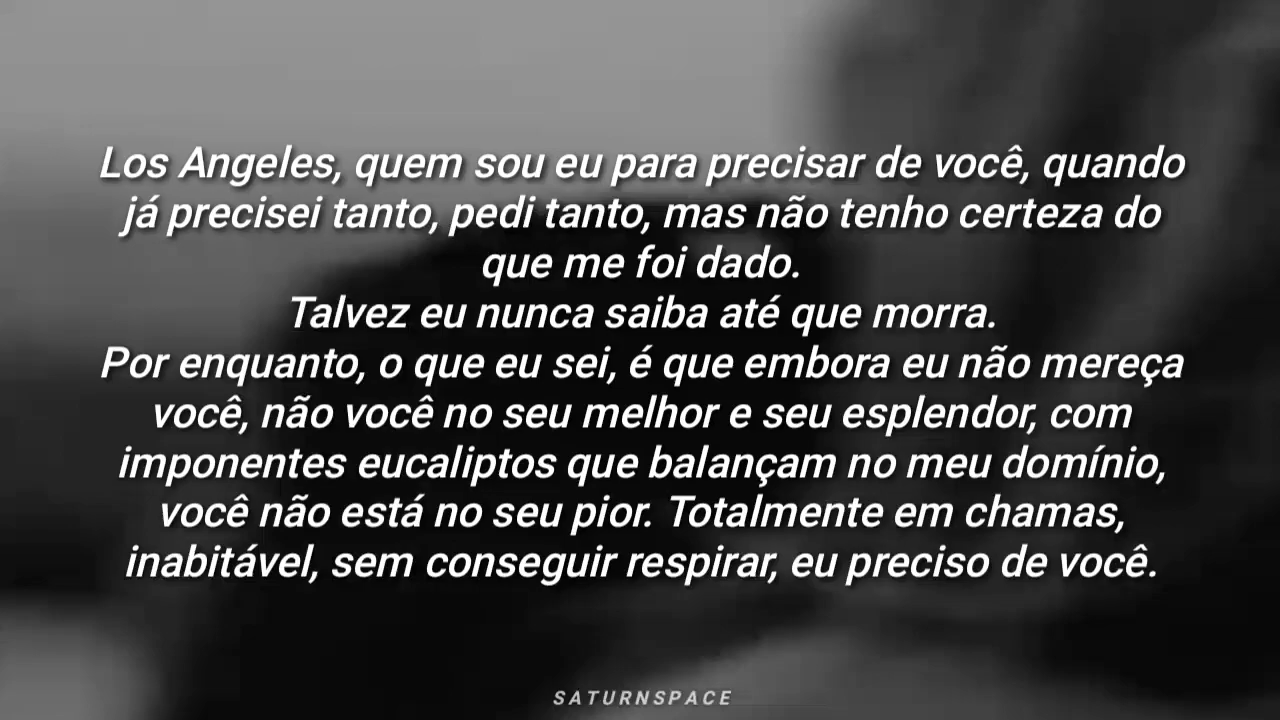 Los Angeles, quem sou eu para precisar de você, quando
já precisei tanto, pedi tanto, mas não tenho certeza do
que me foi dado.
Talvez eu nunca saiba até que morra.
Por enquanto, o que eu sei, é que embora eu não mereça
você, não você no seu melhor e seu esplendor, com
imponentes eucaliptos que balançam no meu domínio,
você não está no seu pior. Totalmente em chamas,
inabitável, sem conseguir respirar, eu preciso de você.
SATURNSPACE